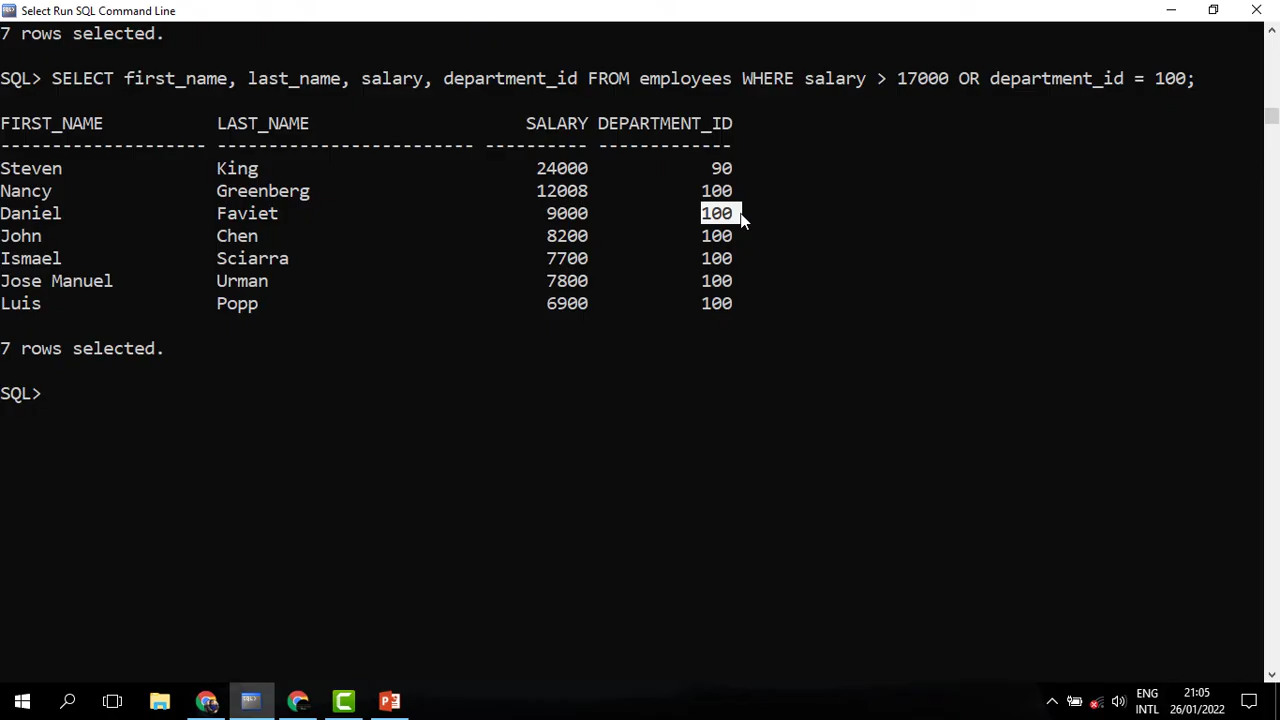 Select Run SQL Command Line
7 rows selected.
SQL> SELECT first_name, last_name, salary, department_id FROM employees WHERE salary > 17000 OR department_id = 100;
FIRST_NAME LAST_NAME SALARY DEPARTMENT_ID
-------------------- ------------------------- ---------- -------------
Steven King 24000 90
Nancy Greenberg 12008 100
Daniel Faviet 9000 100
John Chen 8200 100
Ismael Sciarra 7700 100
Jose Manuel Urman 7800 100
Luis Popp 6900 100
7 rows selected.
SQL>
ENG 21:05
INTL 26/01/2022